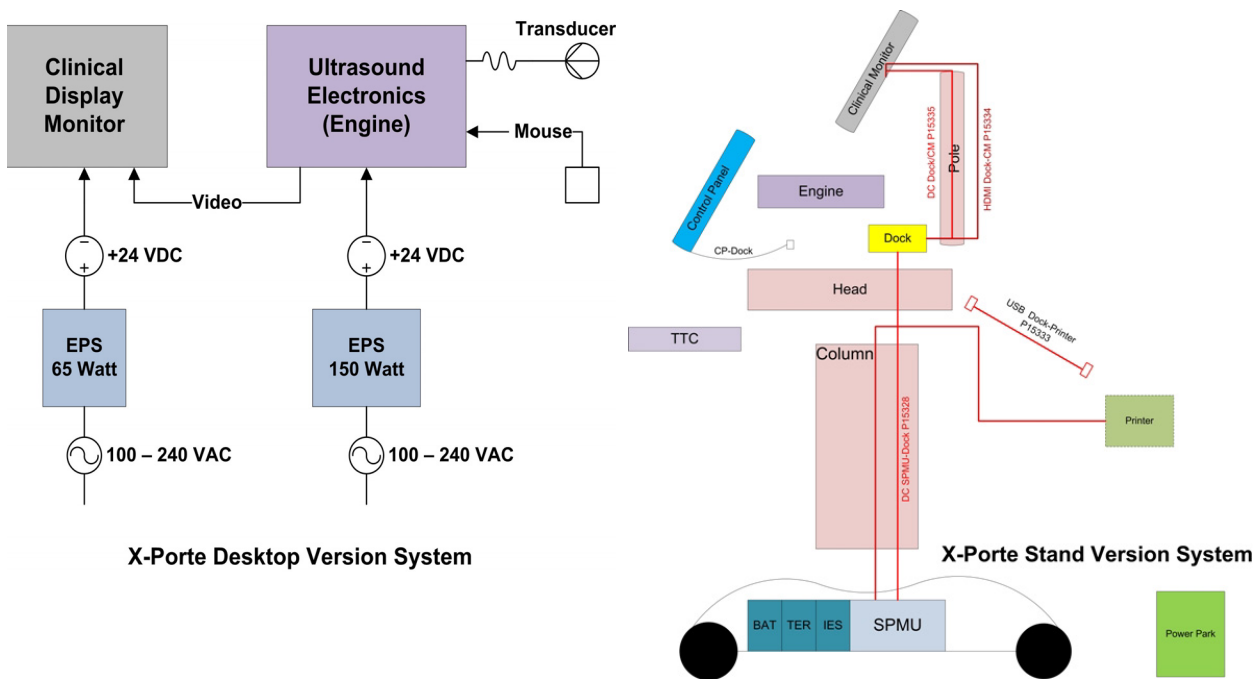 Clinical
Display
Monitor
Ultrasound
Electronics
(Engine)
Transducer
Mouse
Video
+24 VDC
+24 VDC
EPS
65 Watt
EPS
150 Watt
100 – 240 VAC
100 – 240 VAC
X-Porte Desktop Version System
Clinical Monitor
DC Dock/CM P15335
Pole
HDMI Dock-CM P15334
Control Panel
Engine
CP-Dock
Dock
Head
USB Dock-Printer
P15333
TTC
Column
DC SPMU-Dock P15328
Printer
X-Porte Stand Version System
BAT
TER
IES
SPMU
Power Park